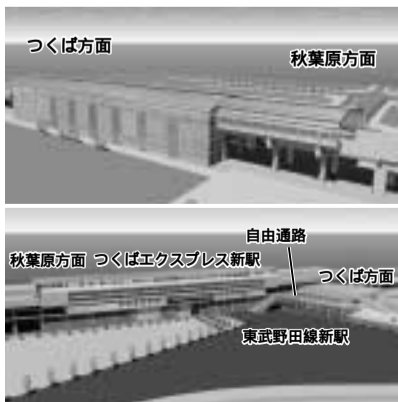 つくば方面
秋葉原方面
自由通路
秋葉原方面 つくばエクスプレス新駅
つくば方面
東武野田線新駅